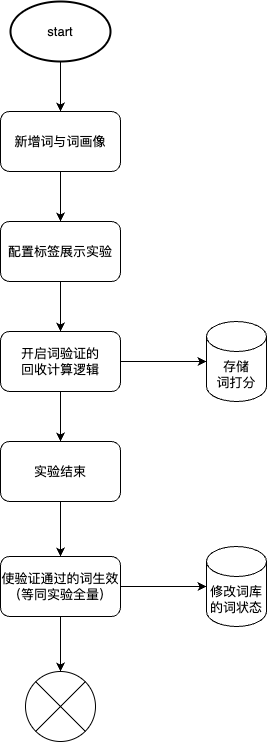 start
新增词与词画像
配置标签展示实验
开启词验证的
回收计算逻辑
存储
词打分
实验结束
使验证通过的词生效
（等同实验全量）
修改词库
的词状态